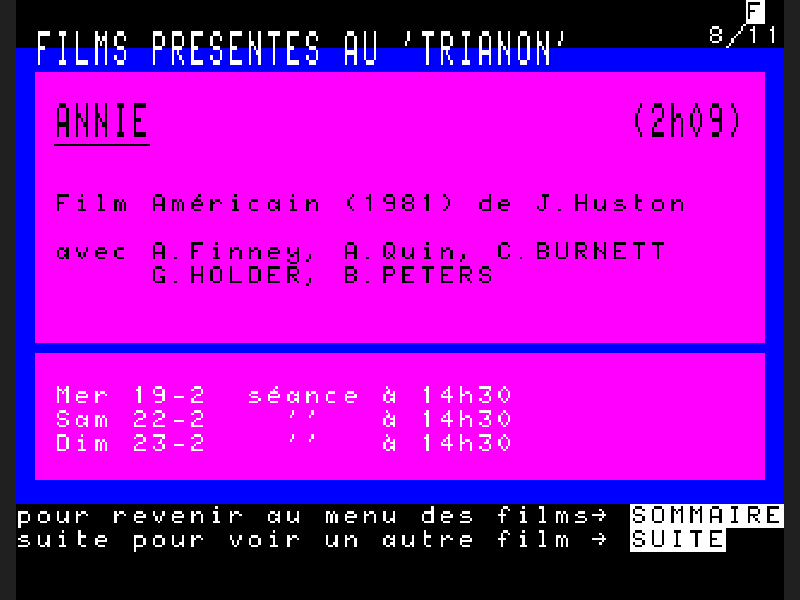 F
8/11
FILMS PRESENTES AU 'TRIANON'
ANNIE (2h09)
Film Américain (1981) de J.Huston
avec A.Finney, A.Quin, C.BURNETT
G.HOLDER, B.PETERS
Mer 19-2 séance à 14h30
Sam 22-2 '' à 14h30
Dim 23-2 '' à 14h30
pour revenir au menu des films→ SOMMAIRE
suite pour voir un autre film → SUITE